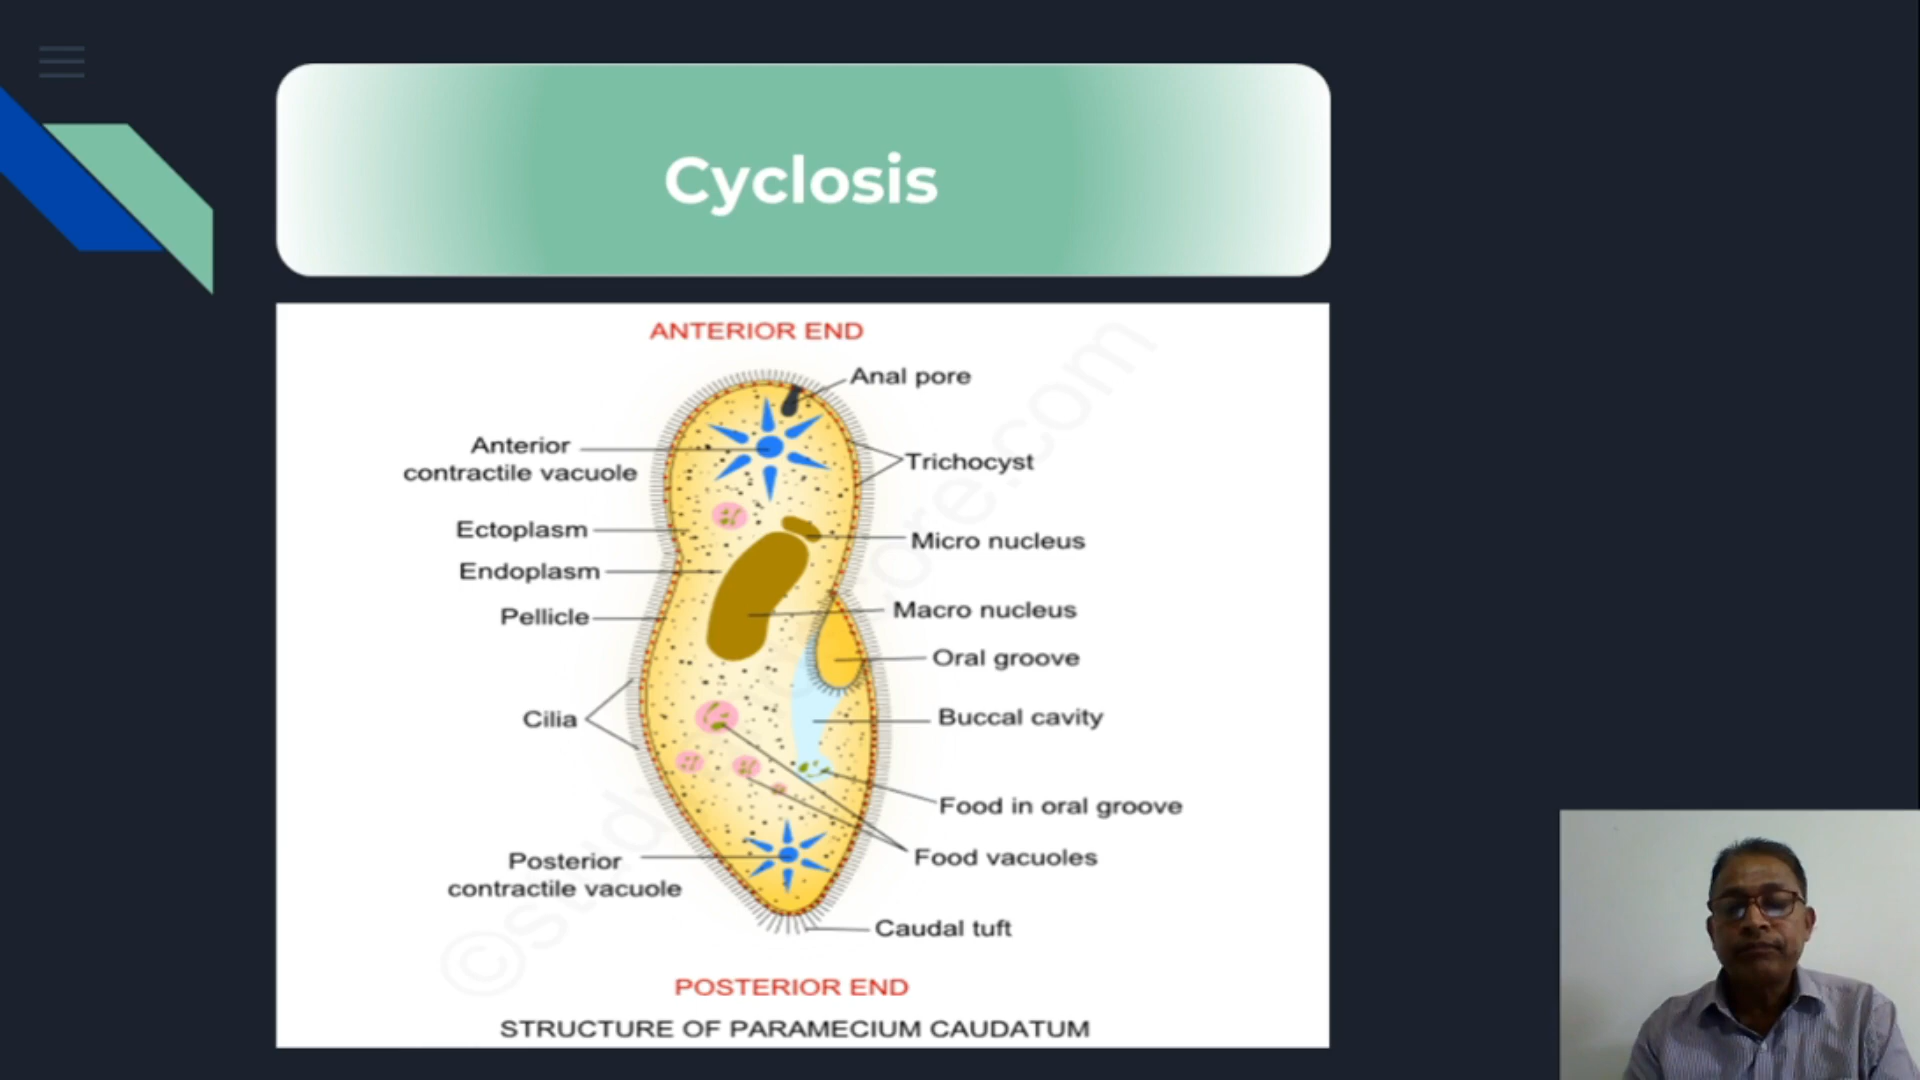 Cyclosis
ANTERIOR END
Anal pore
Anterior
contractile vacuole
Trichocyst
Ectoplasm
Micro nucleus
Endoplasm
Macro nucleus
Pellicle
Oral groove
Cilia
Buccal cavity
Food in oral groove
Food vacuoles
Posterior
contractile vacuole
Caudal tuft
POSTERIOR END
STRUCTURE OF PARAMECIUM CAUDATUM